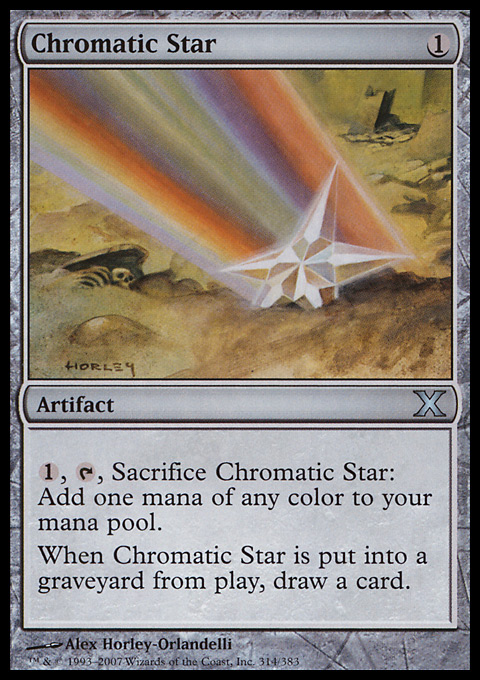 Chromatic Star 1
HORLEY
Artifact X
1, , Sacrifice Chromatic Star:
Add one mana of any color to your
mana pool.
When Chromatic Star is put into a
graveyard from play, draw a card.
Alex Horley-Orlandelli
™ & © 1993–2007 Wizards of the Coast, Inc. 314/383